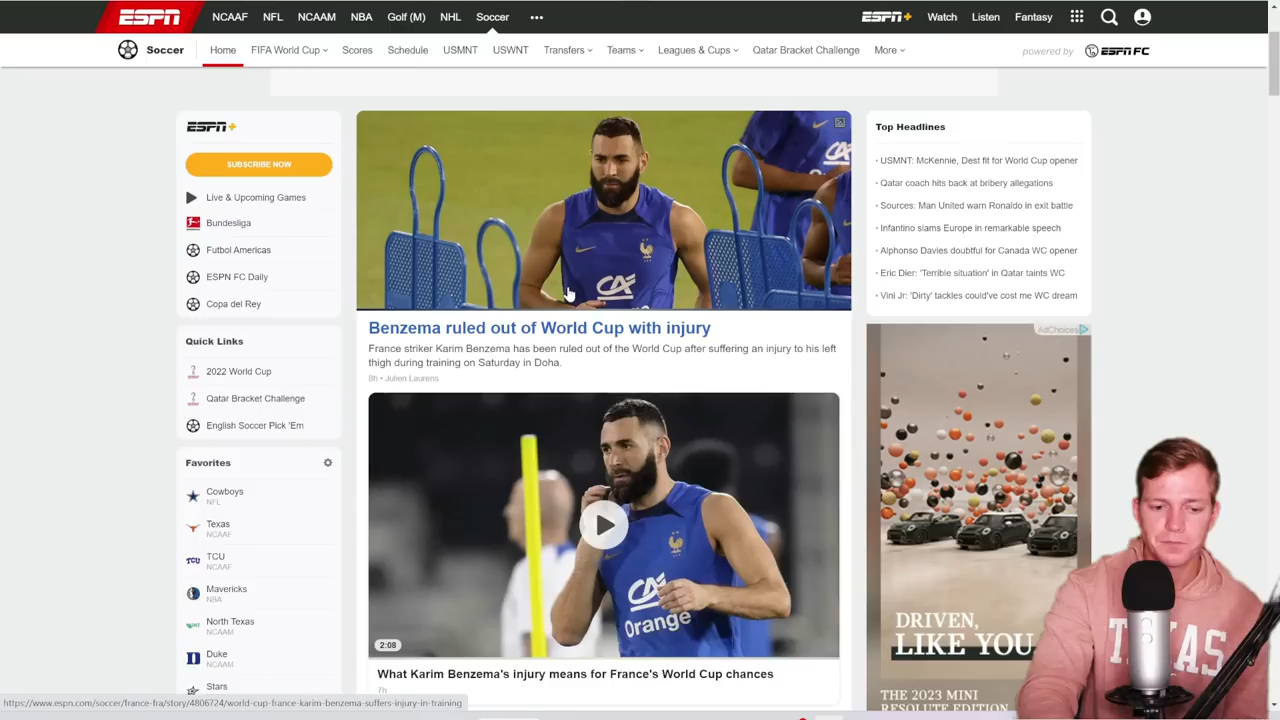 ESPN NCAAF NFL NCAAM NBA Golf (M) NHL Soccer ••• ESPN+ Watch Listen Fantasy
Soccer Home FIFA World Cup Scores Schedule USMNT USWNT Transfers Teams Leagues & Cups Qatar Bracket Challenge More powered by ESPN FC
ESPN+
SUBSCRIBE NOW
Live & Upcoming Games
Bundesliga
Futbol Americas
ESPN FC Daily
Copa del Rey
Quick Links
2022 World Cup
Qatar Bracket Challenge
English Soccer Pick 'Em
Favorites
Cowboys
NFL
Texas
NCAAF
TCU
TCU
NCAAF
Mavericks
NBA
North Texas
NCAAM
Duke
NCAAM
Stars
Benzema ruled out of World Cup with injury
France striker Karim Benzema has been ruled out of the World Cup after suffering an injury to his left
thigh during training on Saturday in Doha.
8h • Julien Laurens
Orange
2:08
What Karim Benzema's injury means for France's World Cup chances
7h
Top Headlines
• USMNT: McKennie, Dest fit for World Cup opener
• Qatar coach hits back at bribery allegations
• Sources: Man United warn Ronaldo in exit battle
• Infantino slams Europe in remarkable speech
• Alphonso Davies doubtful for Canada WC opener
• Eric Dier: 'Terrible situation' in Qatar taints WC
• Vini Jr: 'Dirty' tackles could've cost me WC dream
AdChoices
DRIVEN,
LIKE YOU.
THE 2023 MINI
RESOLUTE EDITION
TEXAS
https://www.espn.com/soccer/france-fra/story/4806724/world-cup-france-karim-benzema-suffers-injury-in-training